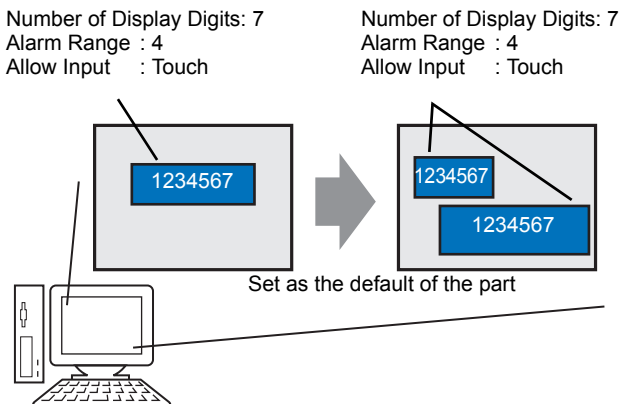 Number of Display Digits: 7
Alarm Range : 4
Allow Input : Touch
Number of Display Digits: 7
Alarm Range : 4
Allow Input : Touch
1234567
1234567
1234567
Set as the default of the part